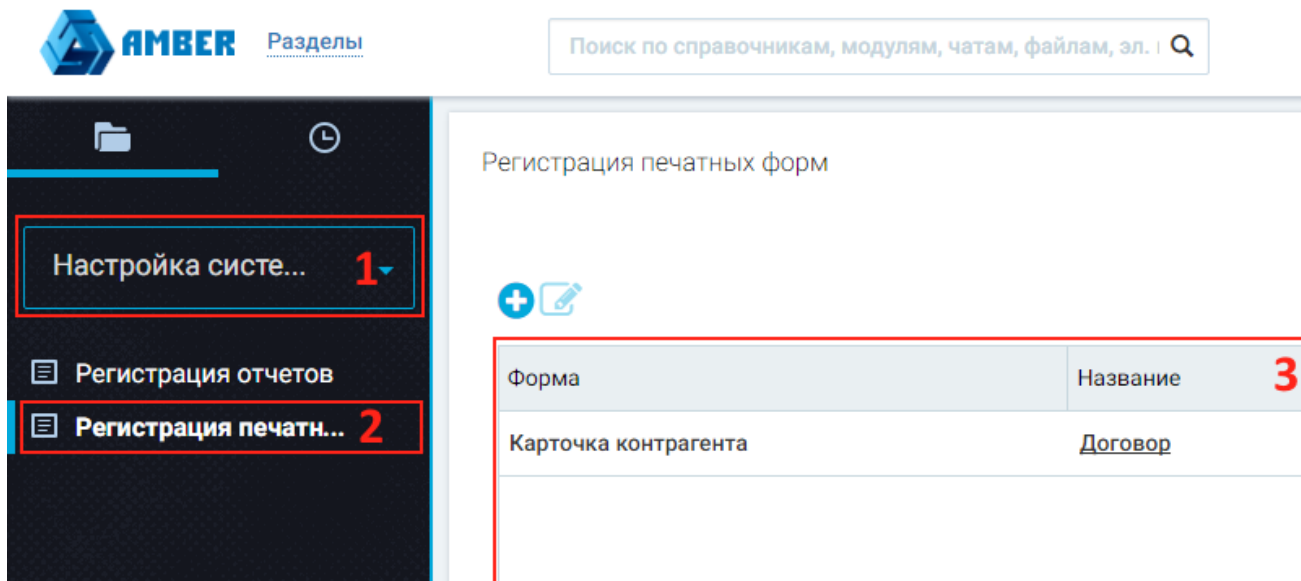 AMBER Разделы Поиск по справочникам, модулям, чатам, файлам, эл.
Регистрация печатных форм
Настройка систе... 1
Регистрация отчетов
Форма Название 3
Регистрация печатн... 2
Карточка контрагента Договор